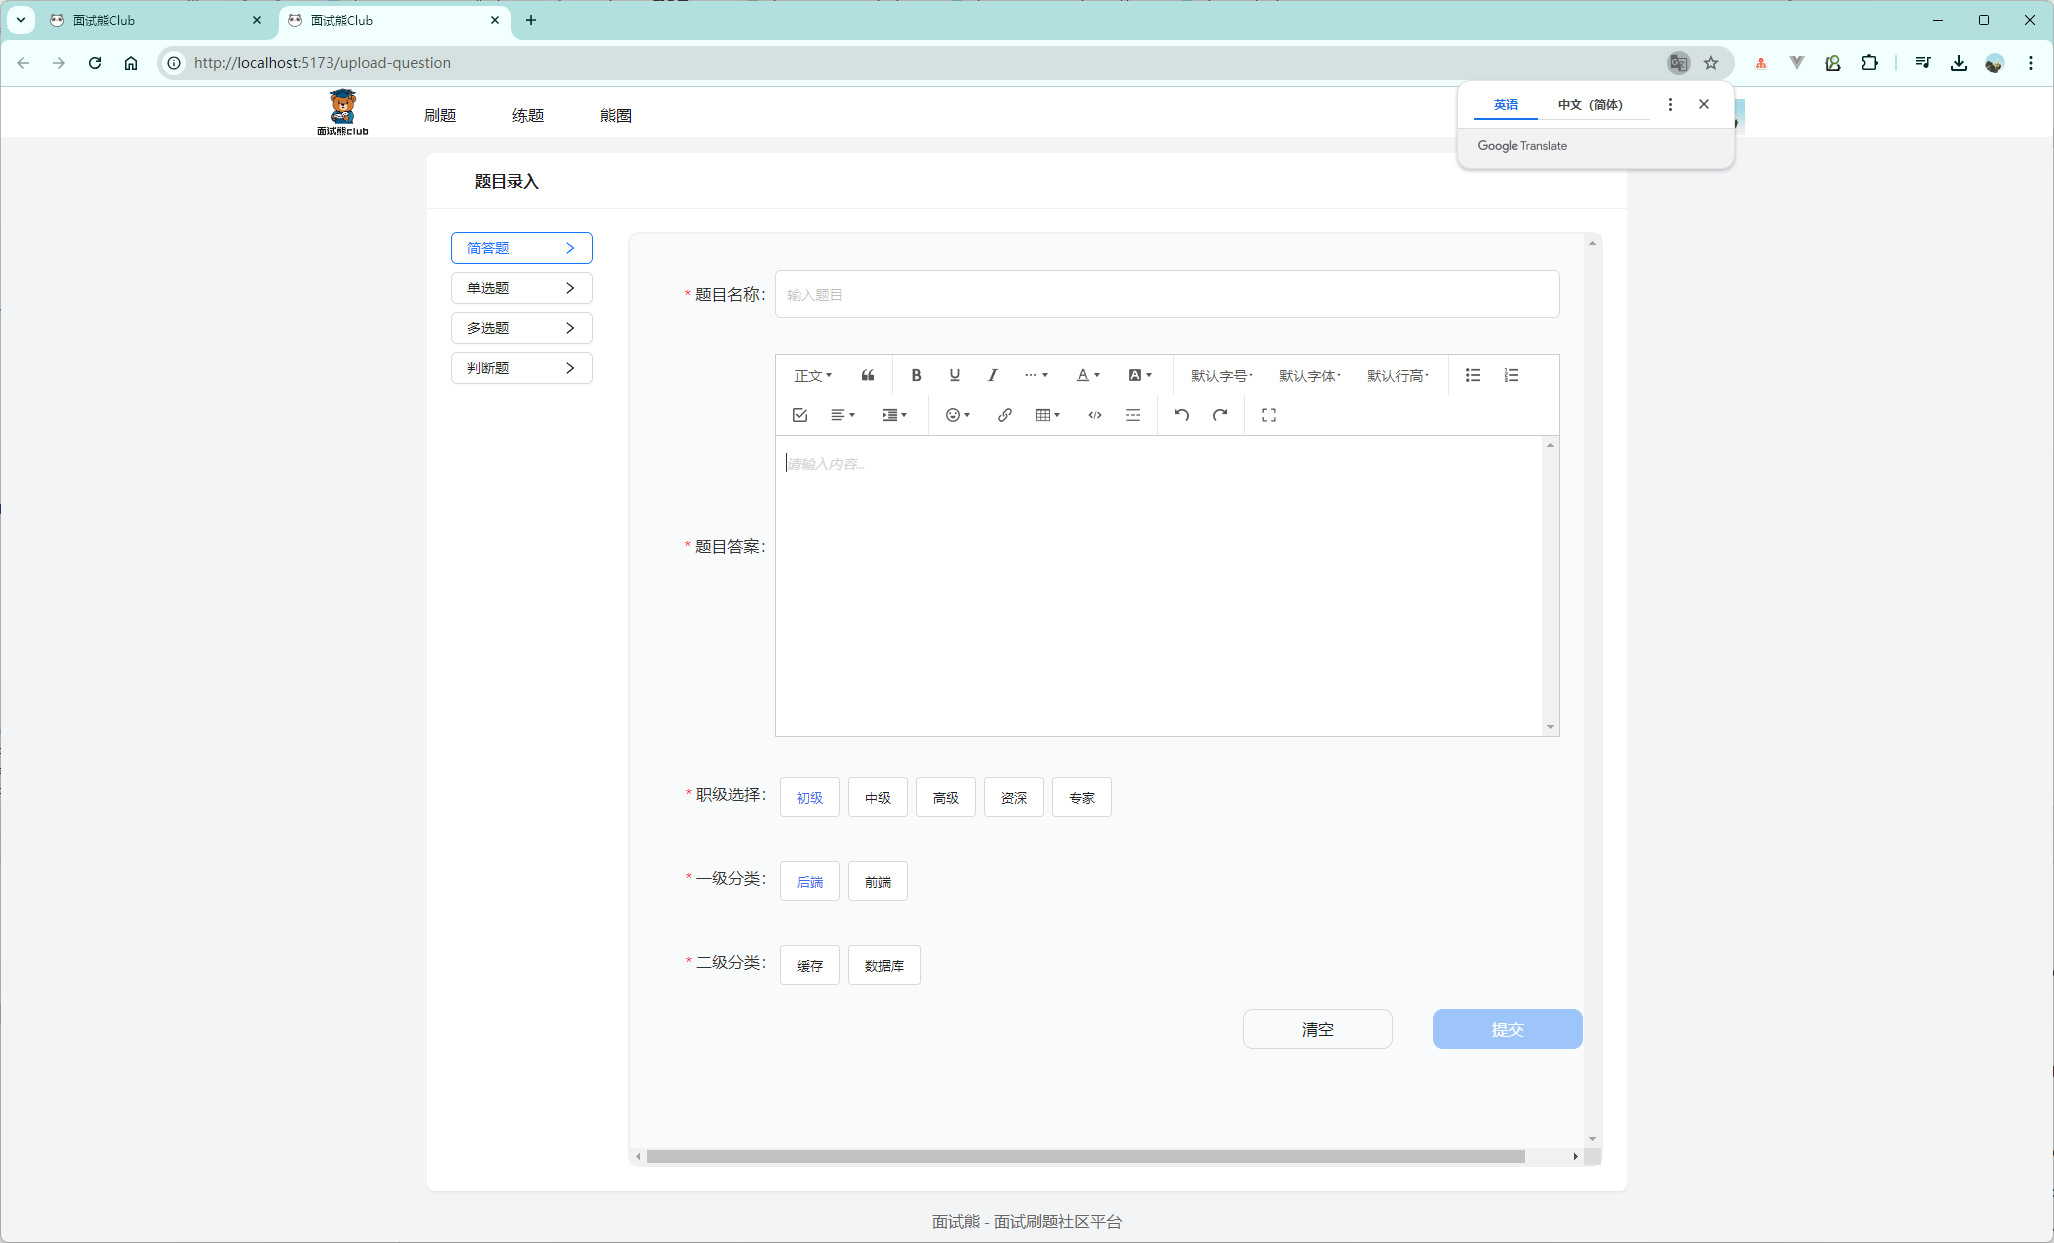 面试熊Club
面试熊Club
http://localhost:5173/upload-question
面试熊club
刷题
练题
熊圈
英语
中文（简体）
Google Translate
题目录入
简答题
单选题
多选题
判断题
* 题目名称：
输入题目
正文
B U I
A
A
默认字号
默认字体
默认行高
请输入内容...
* 题目答案：
* 职级选择：
初级
中级
高级
资深
专家
* 一级分类：
后端
前端
* 二级分类：
缓存
数据库
清空
提交
面试熊 - 面试刷题社区平台